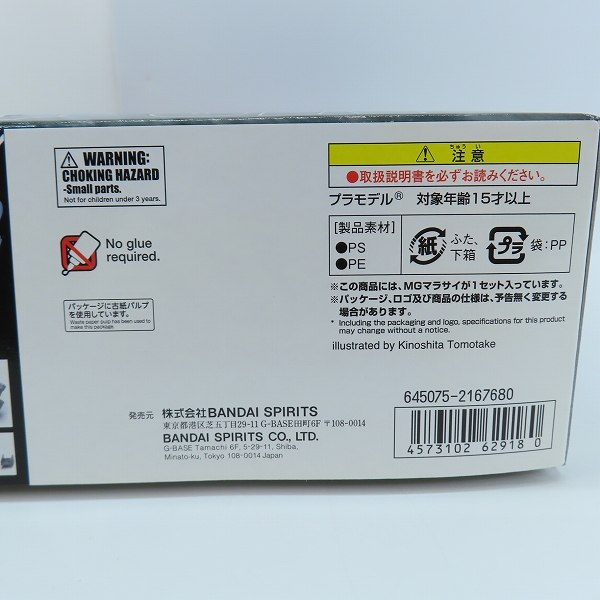 WARNING:
CHOKING HAZARD
-Small parts.
Not for children under 3 years.
No glue
required.
パッケージに古紙パルプ
を使用しています。
Waste paper pulp has been used to
make this package.
ちゅう い
注意
●取扱説明書を必ずお読みください。
プラモデル® 対象年齢15才以上
[製品素材]
●PS
●PE
紙
ふた、
下箱
プラ
袋:PP
※この商品には、MGマラサイが1セット入っています。
※パッケージ、ロゴ及び商品の仕様は、予告無く変更する
場合があります。
* Including the packaging and logo, specifications for this product
may change without a notice.
illustrated by Kinoshita Tomotake
発売元 株式会社BANDAI SPIRITS
東京都港区芝五丁目29-11 G-BASE田町6F 〒108-0014
BANDAI SPIRITS CO., LTD.
G-BASE Tamachi 6F, 5-29-11, Shiba,
Minato-ku, Tokyo 108-0014 Japan
645075-2167680
4573102 62918 0